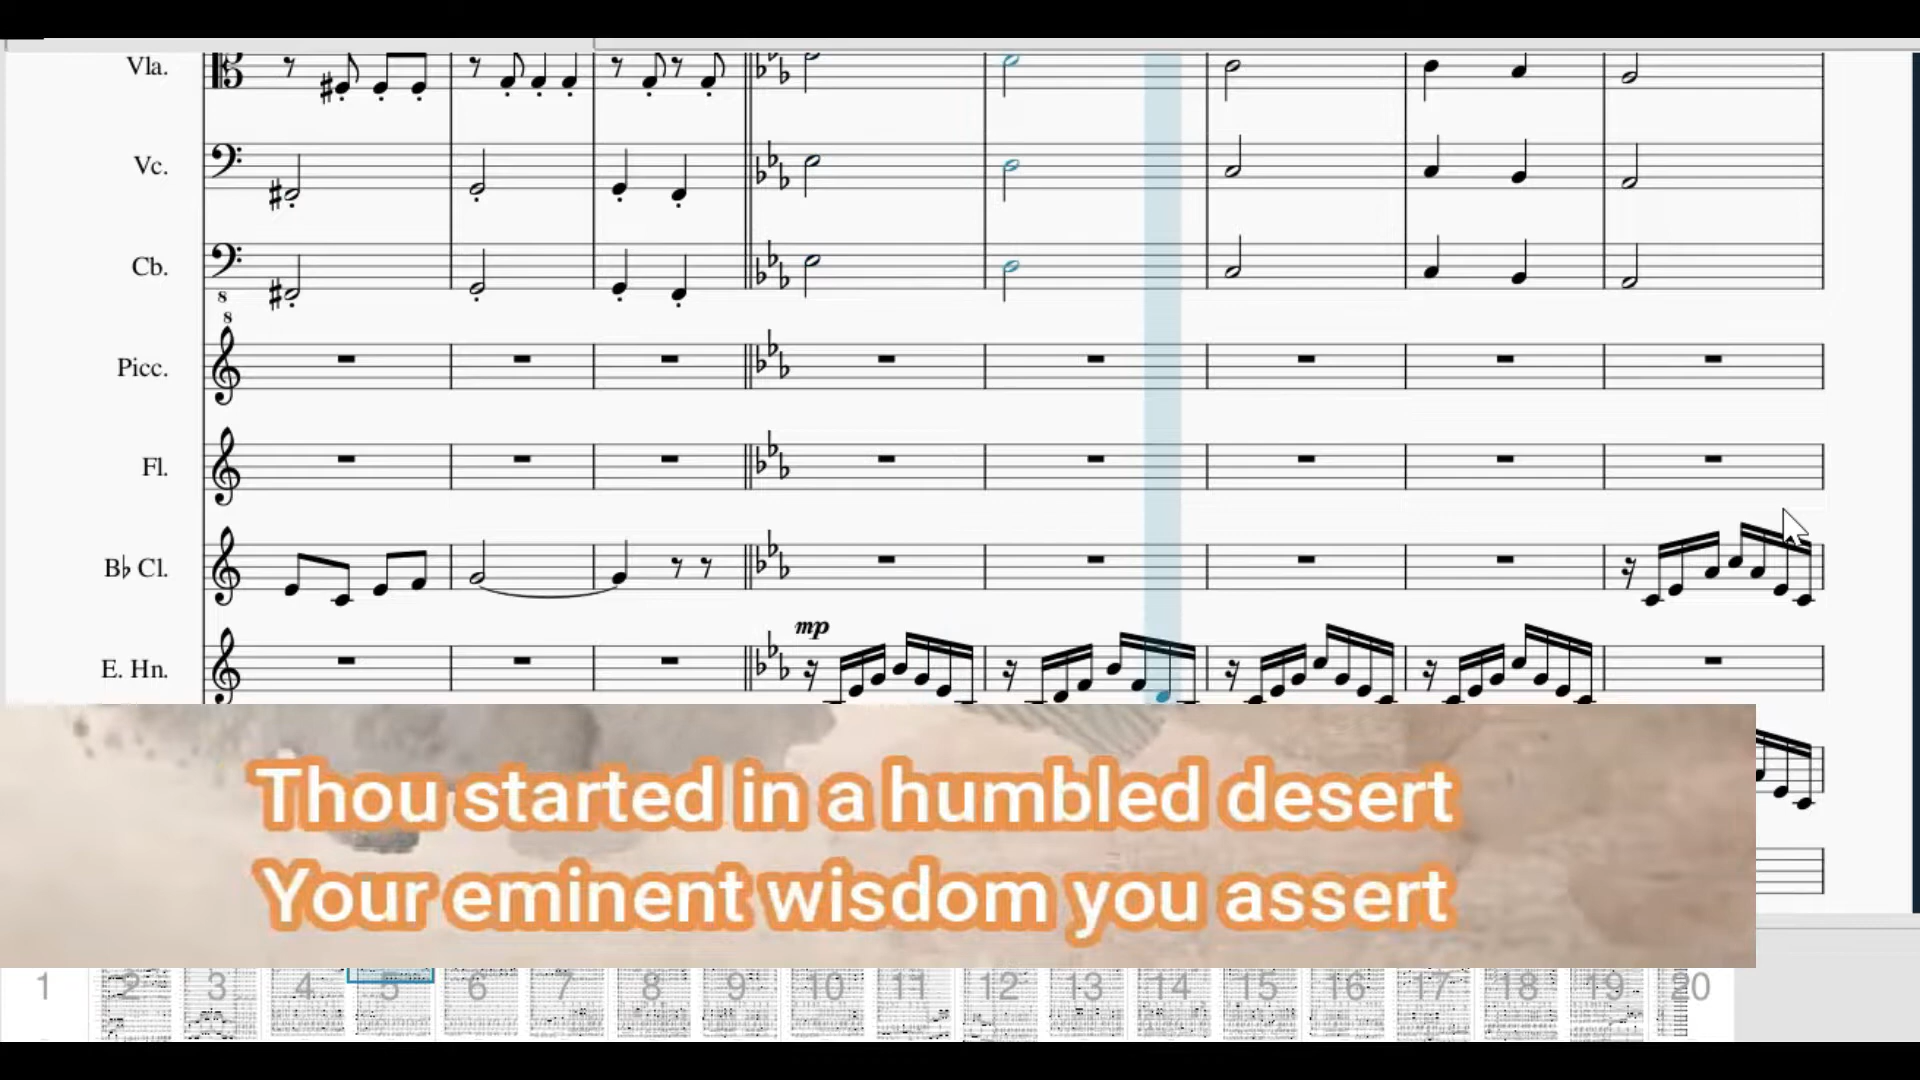 Vla.
Vc.
Cb.
8
8
Picc.
Fl.
B♭ Cl.
mp
E. Hn.
Thou started in a humbled desert
Your eminent wisdom you assert
1 2 3 4 5 6 7 8 9 10 11 12 13 14 15 16 17 18 19 20